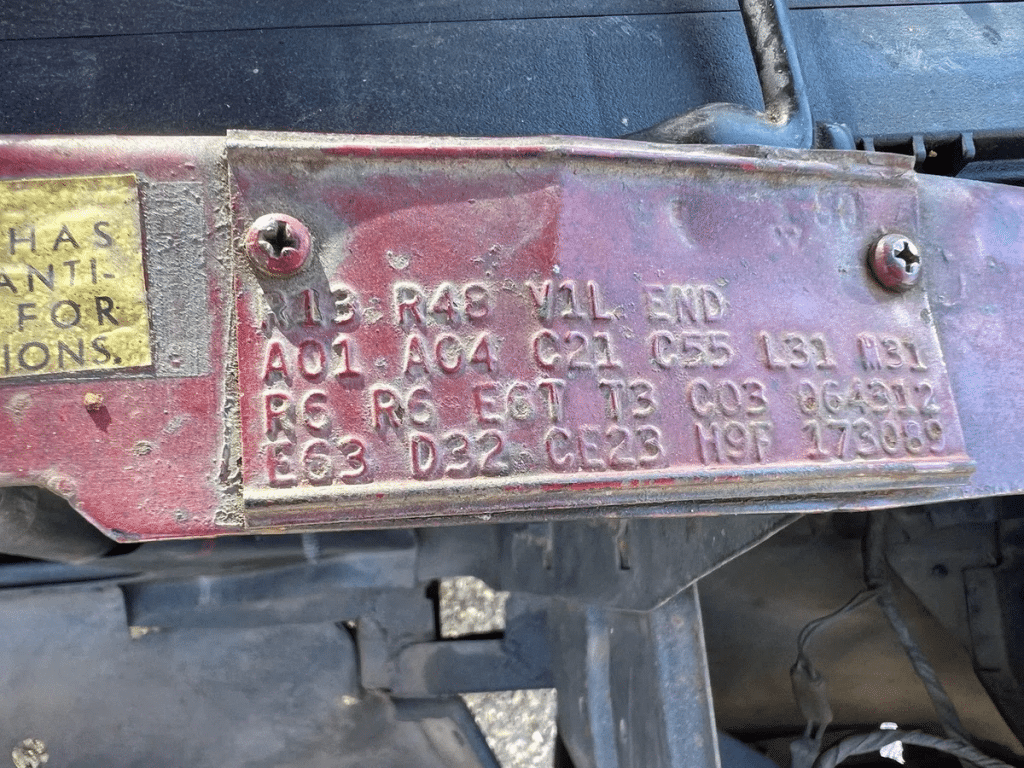 HAS
ANTI-
FOR
IONS.
R13 R48 V1L END
A01 A04 C21 C55 L31 M31
R6 R6 E6T T3 C03 064312
E63 D32 CE23 M9F 173089